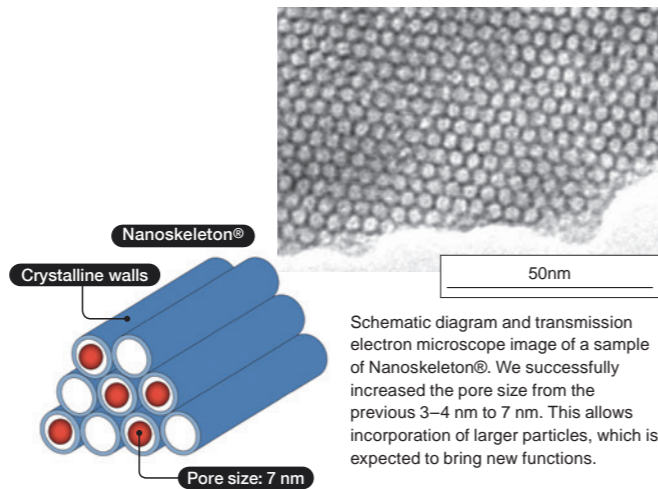 Nanoskeleton®
Crystalline walls
Pore size: 7 nm
50nm
Schematic diagram and transmission
electron microscope image of a sample
of Nanoskeleton®. We successfully
increased the pore size from the
previous 3–4 nm to 7 nm. This allows
incorporation of larger particles, which is
expected to bring new functions.